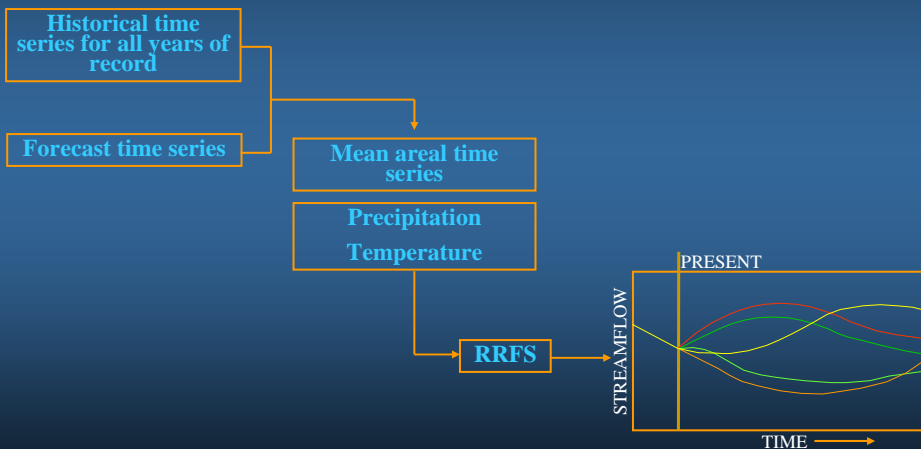 Historical time
series for all years of
record
Forecast time series
Mean areal time
series
Precipitation
Temperature
RRFS
PRESENT
STREAMFLOW
TIME